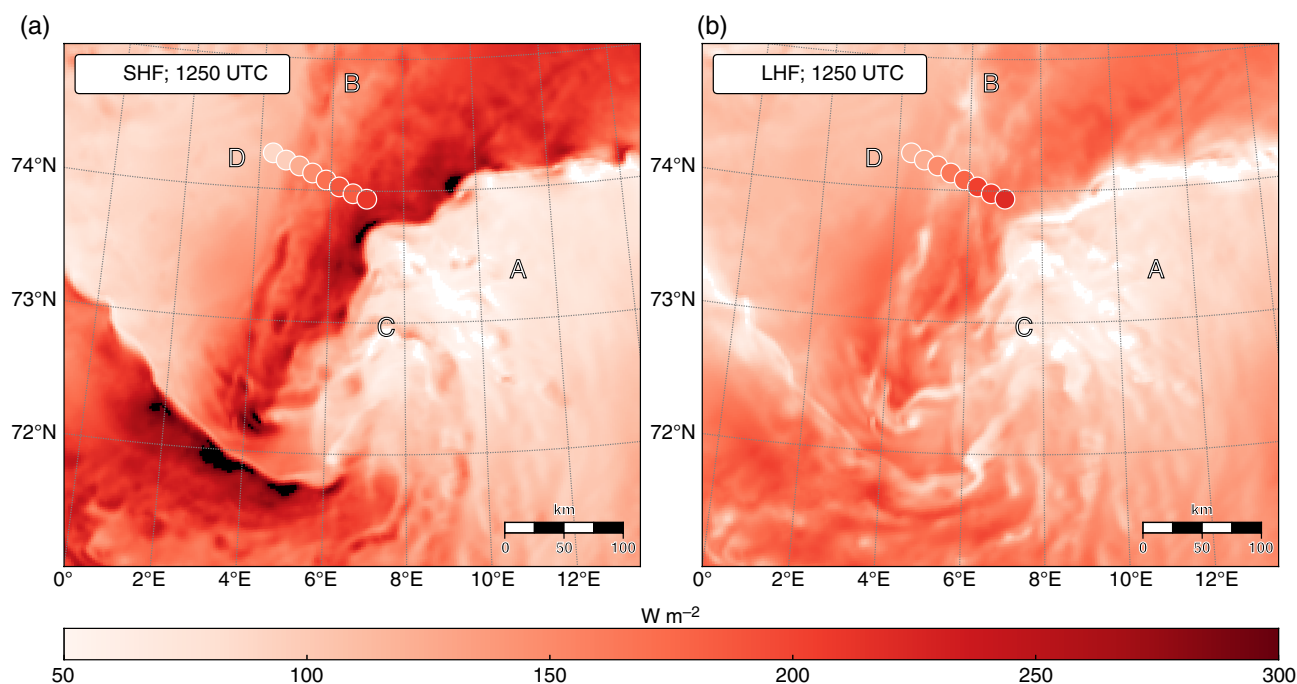 (a)
(b)
SHF; 1250 UTC
LHF; 1250 UTC
B
B
D
D
74°N
74°N
A
A
73°N
73°N
C
C
72°N
72°N
km
km
0 50 100
0 50 100
0° 2°E 4°E 6°E 8°E 10°E 12°E
0° 2°E 4°E 6°E 8°E 10°E 12°E
W m⁻²
50 100 150 200 250 300